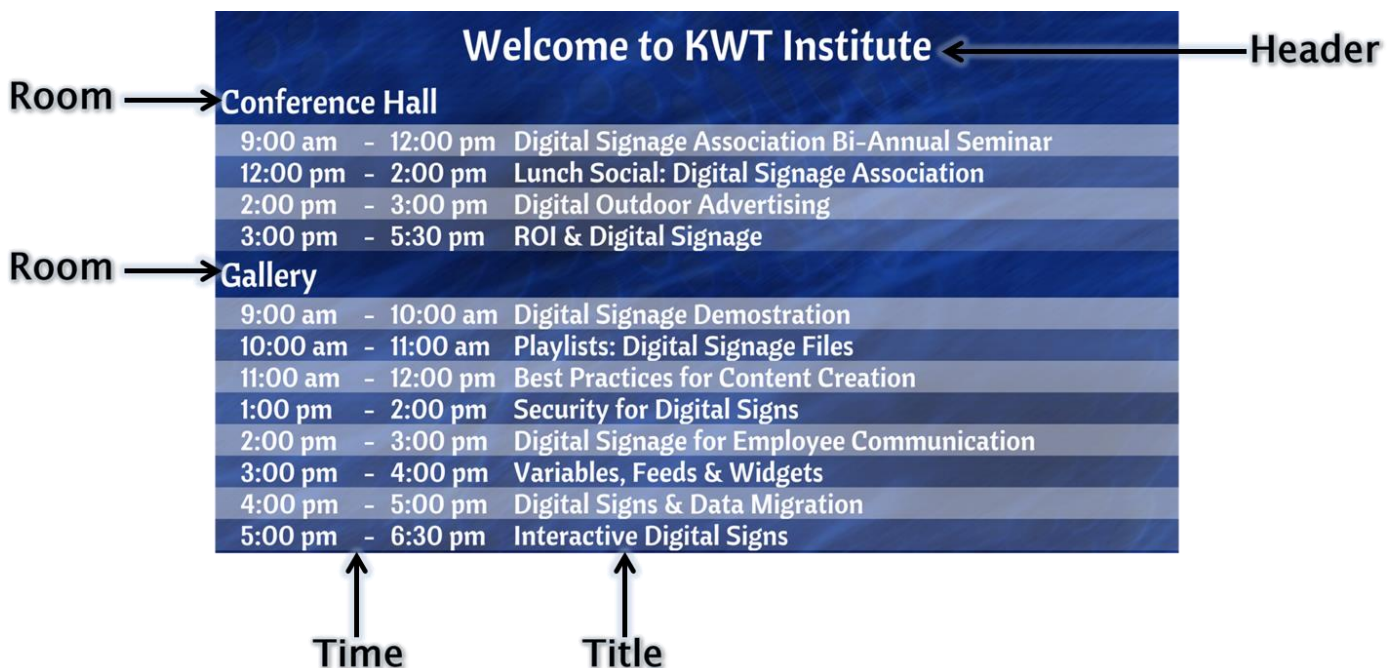 Welcome to KWT Institute
Header
Room
Conference Hall
9:00 am - 12:00 pm Digital Signage Association Bi-Annual Seminar
12:00 pm - 2:00 pm Lunch Social: Digital Signage Association
2:00 pm - 3:00 pm Digital Outdoor Advertising
3:00 pm - 5:30 pm ROI & Digital Signage
Room
Gallery
9:00 am - 10:00 am Digital Signage Demostration
10:00 am - 11:00 am Playlists: Digital Signage Files
11:00 am - 12:00 pm Best Practices for Content Creation
1:00 pm - 2:00 pm Security for Digital Signs
2:00 pm - 3:00 pm Digital Signage for Employee Communication
3:00 pm - 4:00 pm Variables, Feeds & Widgets
4:00 pm - 5:00 pm Digital Signs & Data Migration
5:00 pm - 6:30 pm Interactive Digital Signs
Time
Title